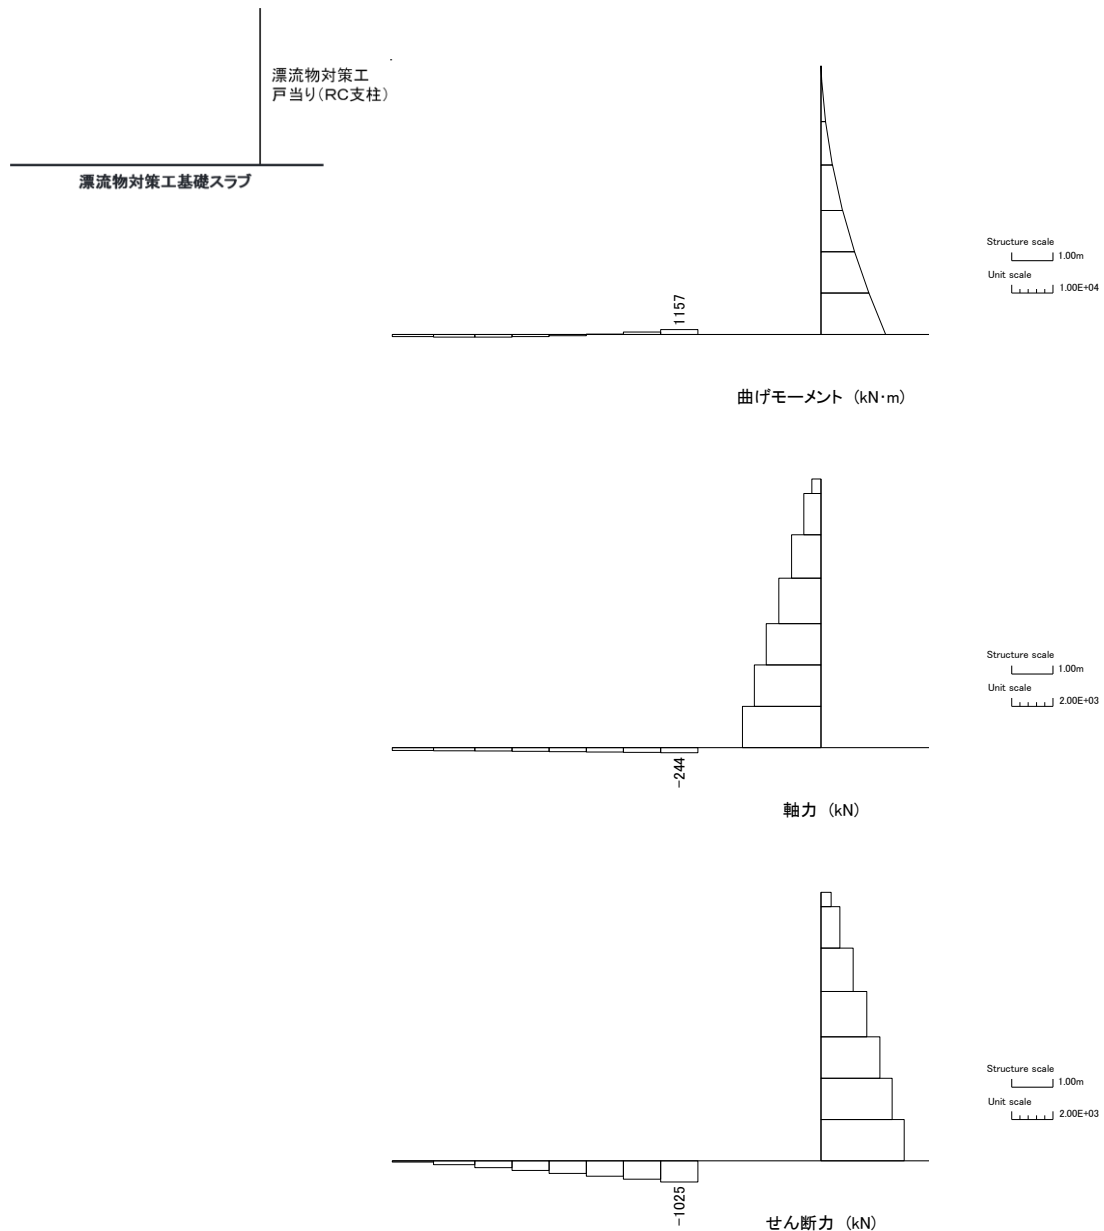 漂流物対策工
戸当り(RC支柱)
漂流物対策工基礎スラブ
Structure scale
1.00m
Unit scale
1.00E+04
1157
曲げモーメント (kN・m)
Structure scale
1.00m
Unit scale
2.00E+03
-244
軸力 (kN)
Structure scale
1.00m
Unit scale
2.00E+03
-1025
せん断力 (kN)